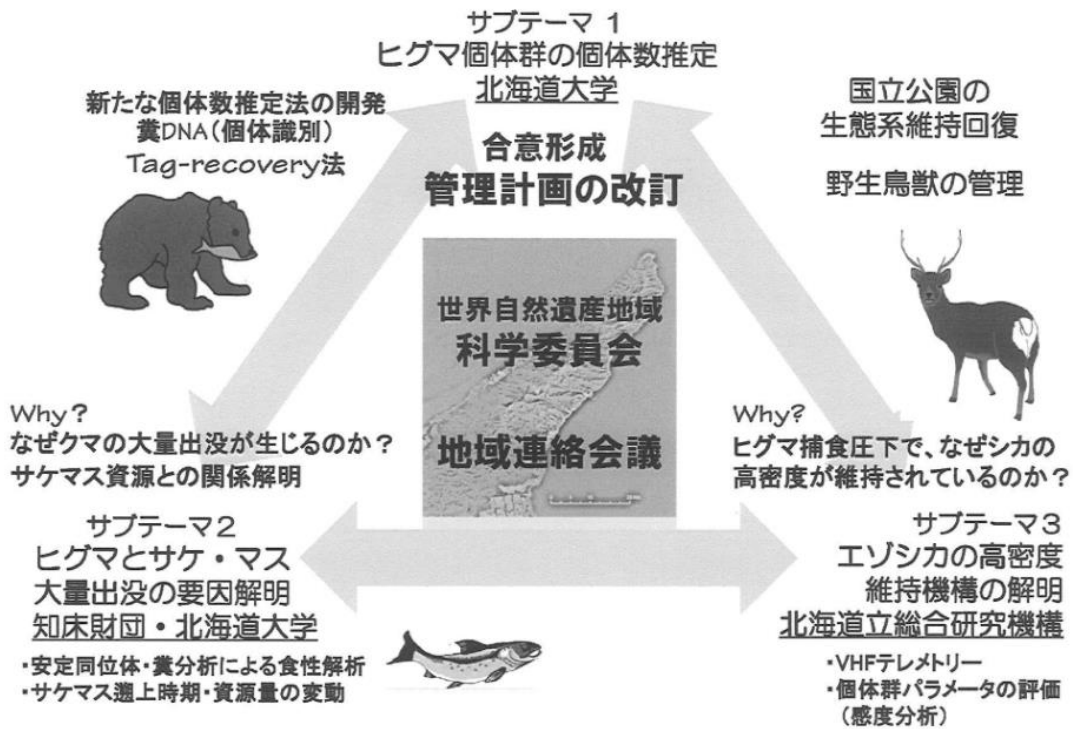 サブテーマ 1
ヒグマ個体群の個体数推定
北海道大学
新たな個体数推定法の開発
糞DNA(個体識別)
Tag-recovery法
国立公園の
生態系維持回復
野生鳥獣の管理
合意形成
管理計画の改訂
世界自然遺産地域
科学委員会
地域連絡会議
Why?
なぜクマの大量出没が生じるのか?
サケマス資源との関係解明
Why?
ヒグマ捕食圧下で、なぜシカの
高密度が維持されているのか?
サブテーマ2
ヒグマとサケ・マス
大量出没の要因解明
知床財団・北海道大学
・安定同位体・糞分析による食性解析
・サケマス遡上時期・資源量の変動
サブテーマ3
エゾシカの高密度
維持機構の解明
北海道立総合研究機構
・VHFテレメトリー
・個体群パラメータの評価
(感度分析)